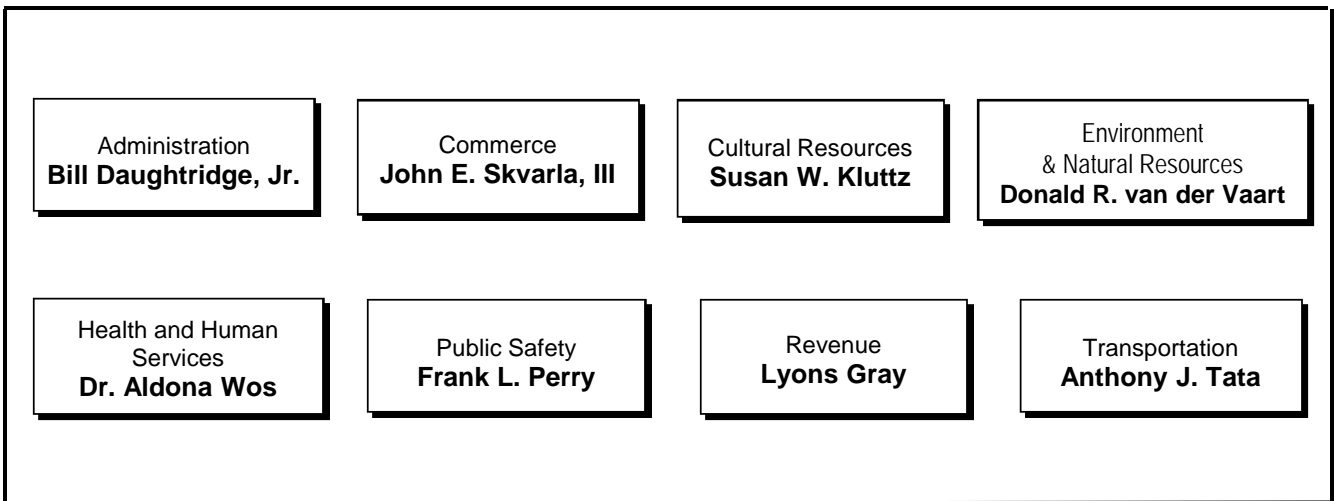 Administration
Bill Daughtridge, Jr.
Commerce
John E. Skvarla, III
Cultural Resources
Susan W. Kluttz
Environment
& Natural Resources
Donald R. van der Vaart
Health and Human
Services
Dr. Aldona Wos
Public Safety
Frank L. Perry
Revenue
Lyons Gray
Transportation
Anthony J. Tata